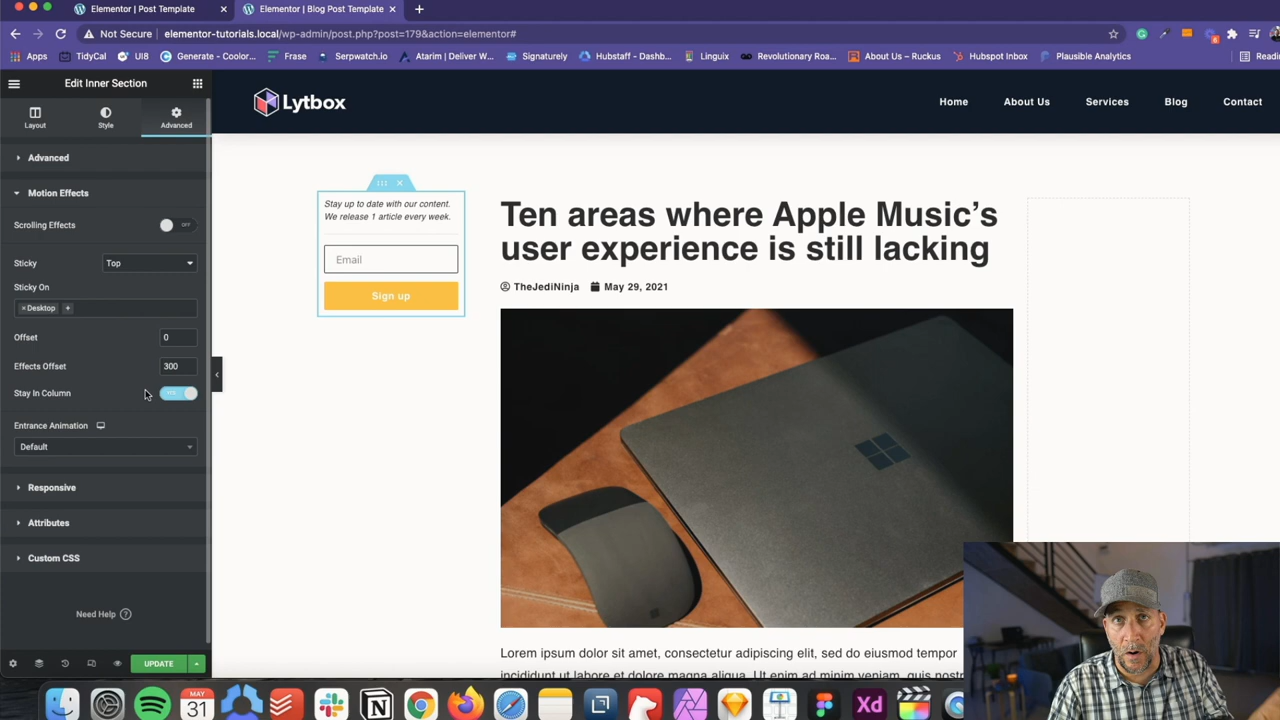 Elementor | Post Template
Elementor | Blog Post Template
Not Secure
elementor-tutorials.local/wp-admin/post.php?post=179&action=elementor#
Apps
TidyCal
UI8
Generate - Coolor...
Frase
Serpwatch.io
Atarim | Deliver W...
Signaturely
Hubstaff - Dashb...
Linguix
Revolutionary Roa...
About Us – Ruckus
Hubspot Inbox
Plausible Analytics
Edit Inner Section
Layout
Style
Advanced
Advanced
Motion Effects
Scrolling Effects
OFF
Sticky
Top
Sticky On
× Desktop +
Offset
0
Effects Offset
300
Stay In Column
YES
Entrance Animation
Default
Responsive
Attributes
Custom CSS
Need Help
UPDATE
Lytbox
Home
About Us
Services
Blog
Contact
Stay up to date with our content.
We release 1 article every week.
Email
Sign up
Ten areas where Apple Music’s
user experience is still lacking
TheJediNinja
May 29, 2021
Lorem ipsum dolor sit amet, consectetur adipiscing elit, sed do eiusmod tempor
MAY
31
Xd